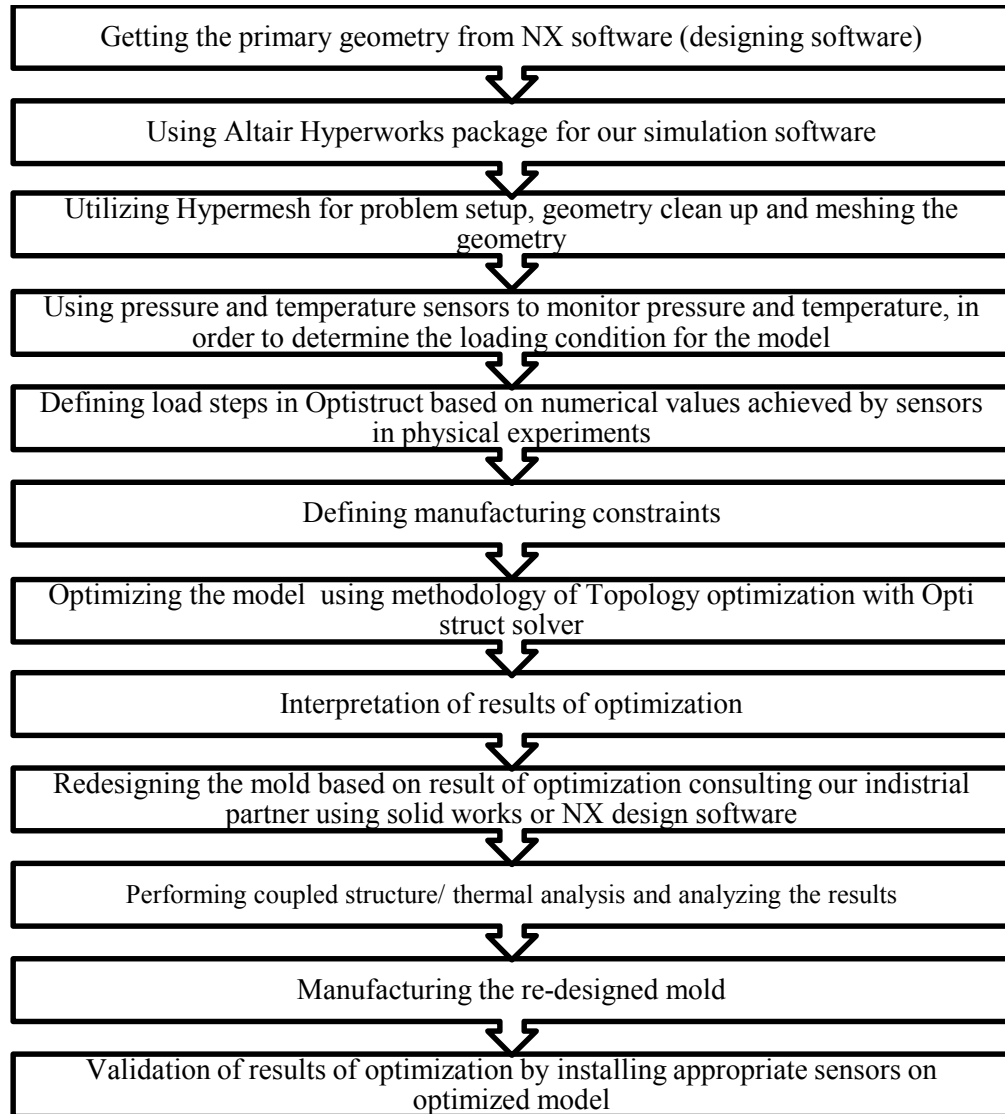 Getting the primary geometry from NX software (designing software)
Using Altair Hyperworks package for our simulation software
Utilizing Hypermesh for problem setup, geometry clean up and meshing the
geometry
Using pressure and temperature sensors to monitor pressure and temperature, in
order to determine the loading condition for the model
Defining load steps in Optistruct based on numerical values achieved by sensors
in physical experiments
Defining manufacturing constraints
Optimizing the model  using methodology of Topology optimization with Opti
struct solver
Interpretation of results of optimization
Redesigning the mold based on result of optimization consulting our indistrial
partner using solid works or NX design software
Performing coupled structure/ thermal analysis and analyzing the results
Manufacturing the re-designed mold
Validation of results of optimization by installing appropriate sensors on
optimized model